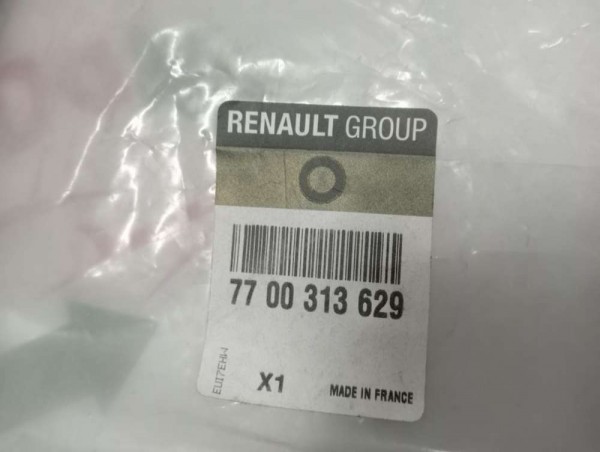 RENAULT GROUP
77 00 313 629
X1
MADE IN FRANCE